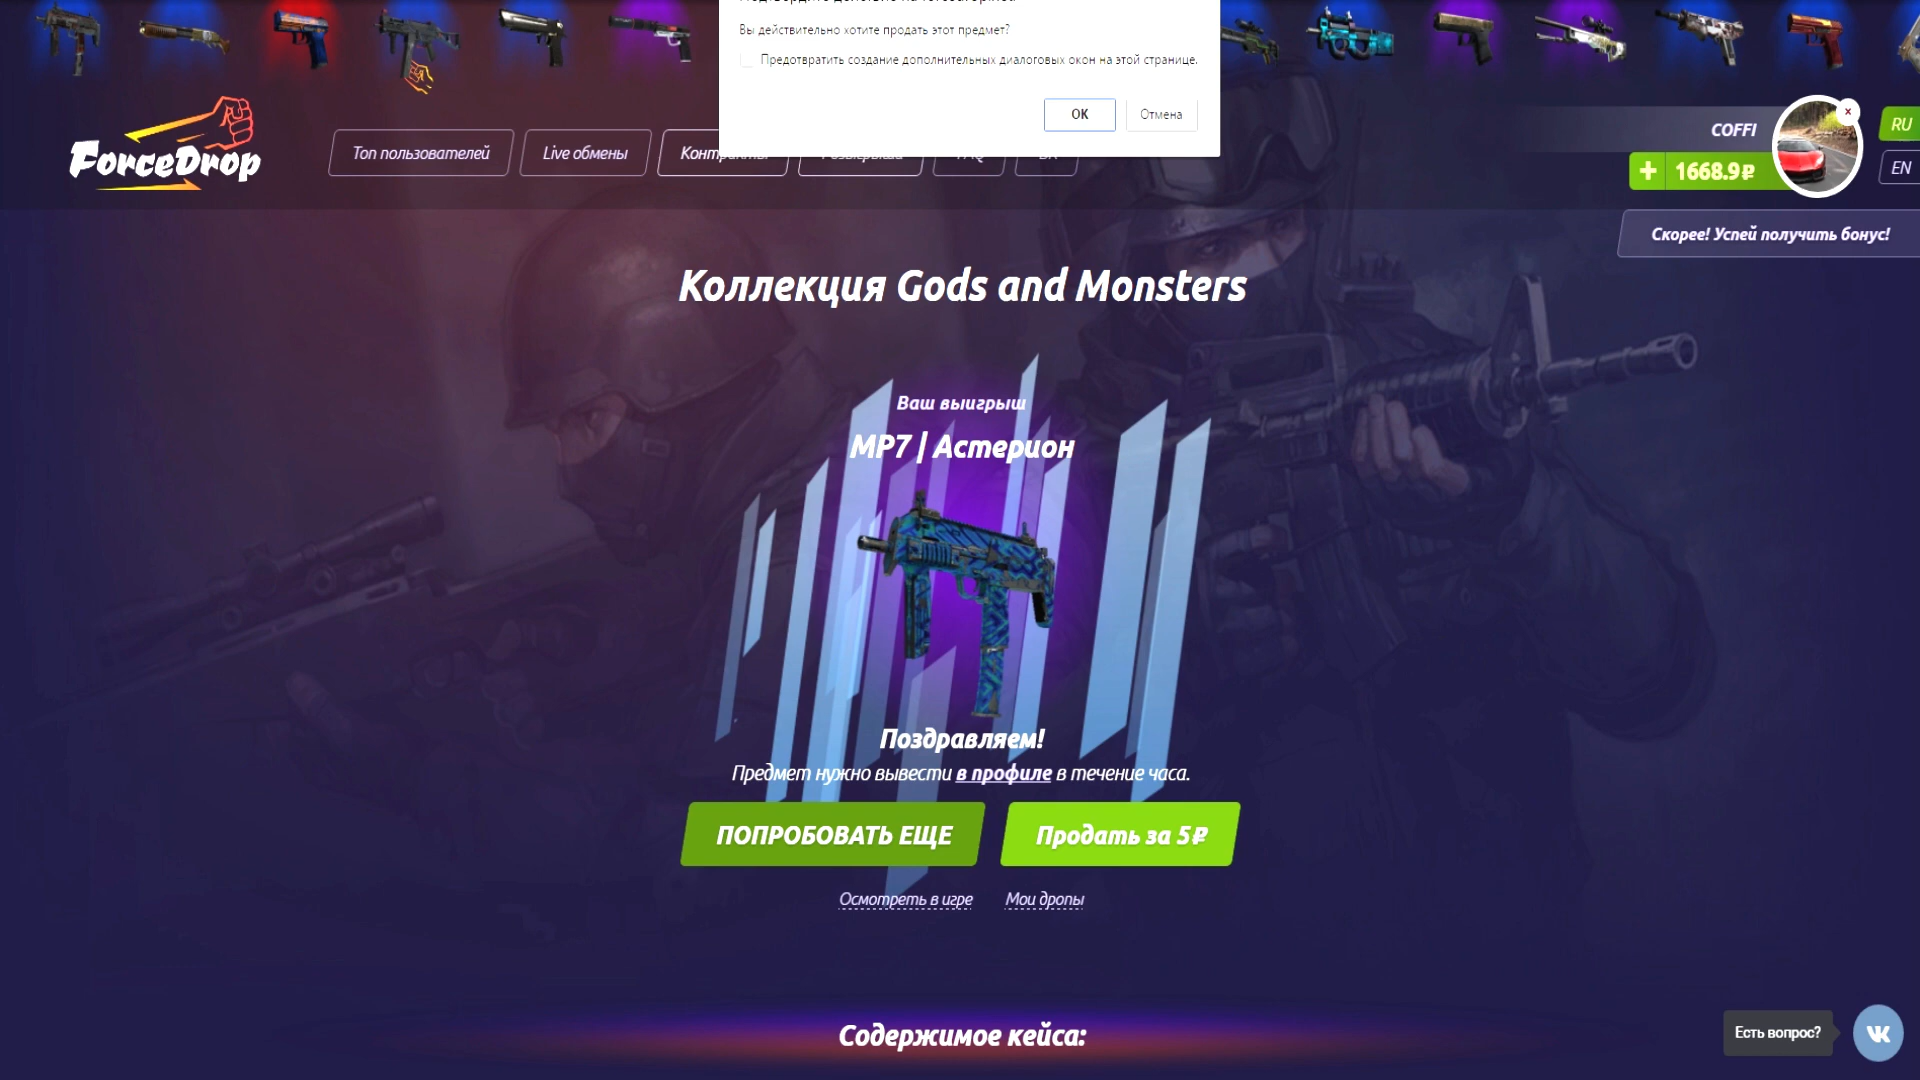 Вы действительно хотите продать этот предмет?
Предотвратить создание дополнительных диалоговых окон на этой странице.
OK
Отмена
ForceDrop
Топ пользователей
Live обмены
COFFI
1668.9₽
×
RU
EN
Скорее! Успей получить бонус!
Коллекция Gods and Monsters
Ваш выигрыш
MP7 | Астерион
Поздравляем!
Предмет нужно вывести в профиле в течение часа.
ПОПРОБОВАТЬ ЕЩЕ
Продать за 5₽
Осмотреть в игре
Мои дропы
Содержимое кейса:
Есть вопрос?